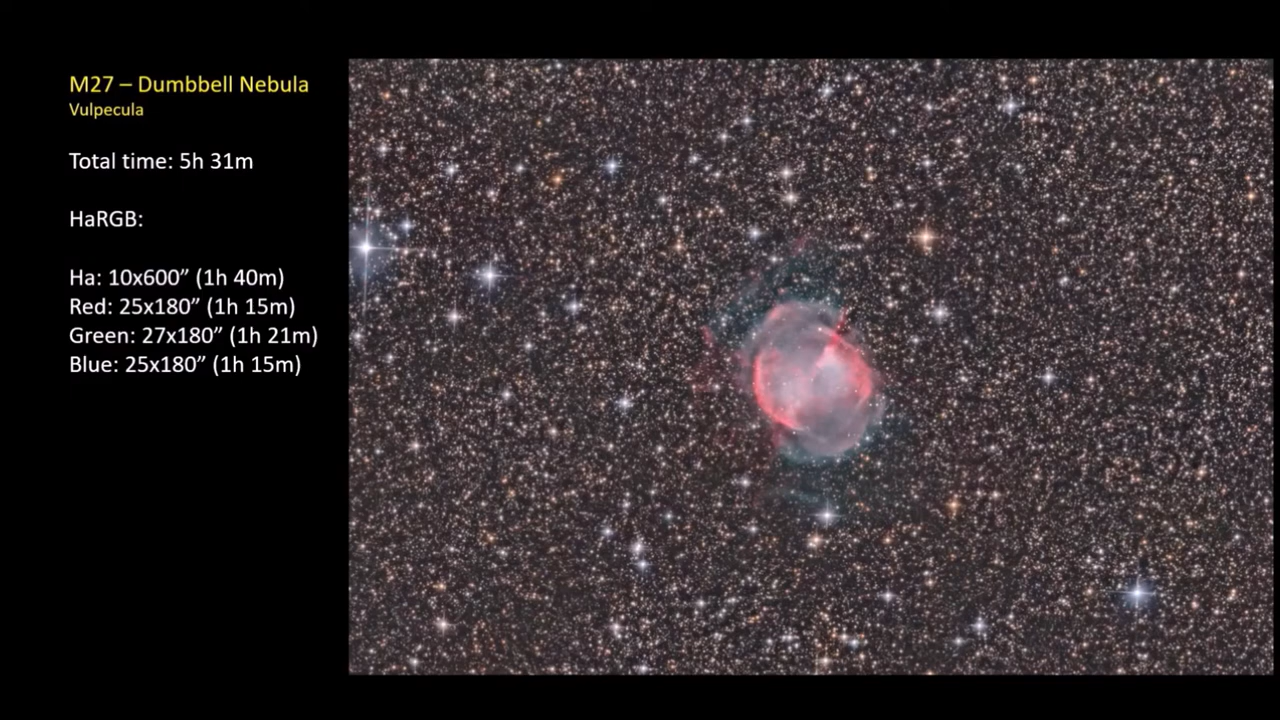 M27 – Dumbbell Nebula
Vulpecula
Total time: 5h 31m
HaRGB:
Ha: 10x600” (1h 40m)
Red: 25x180” (1h 15m)
Green: 27x180” (1h 21m)
Blue: 25x180” (1h 15m)